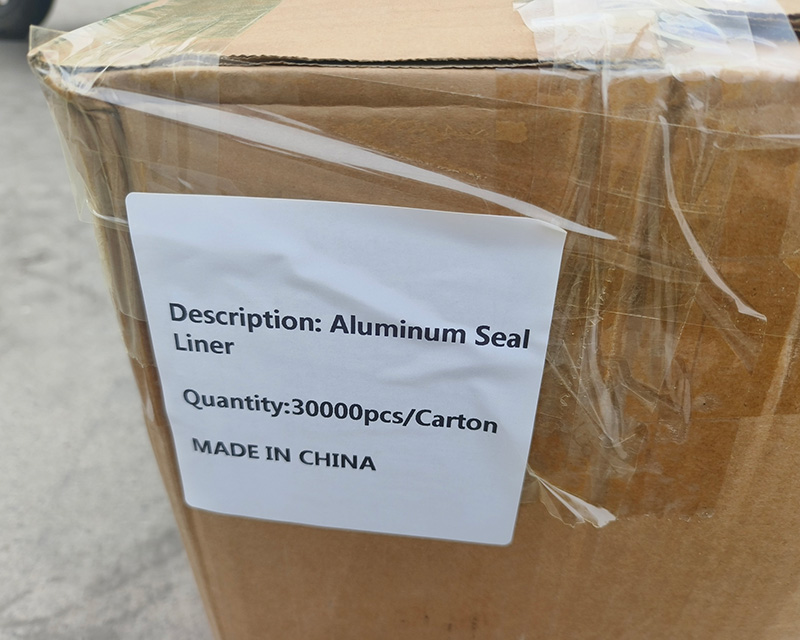 Description: Aluminum Seal
Liner
Quantity:30000pcs/Carton
MADE IN CHINA